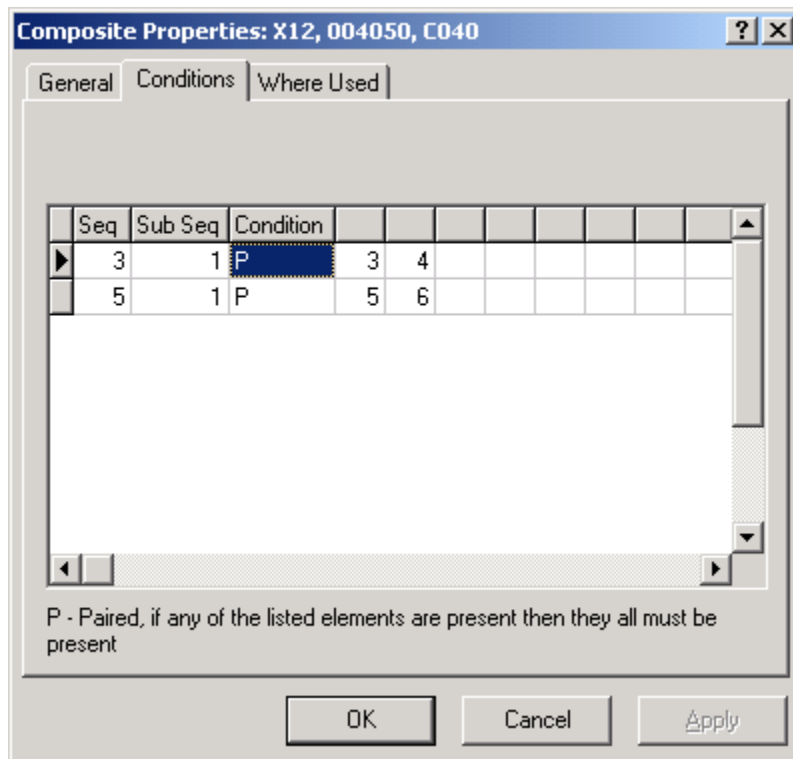 Composite Properties: X12, 004050, C040
General Conditions Where Used
Seq Sub Seq Condition
3 1 P 3 4
5 1 P 5 6
P - Paired, if any of the listed elements are present then they all must be
present
OK Cancel Apply